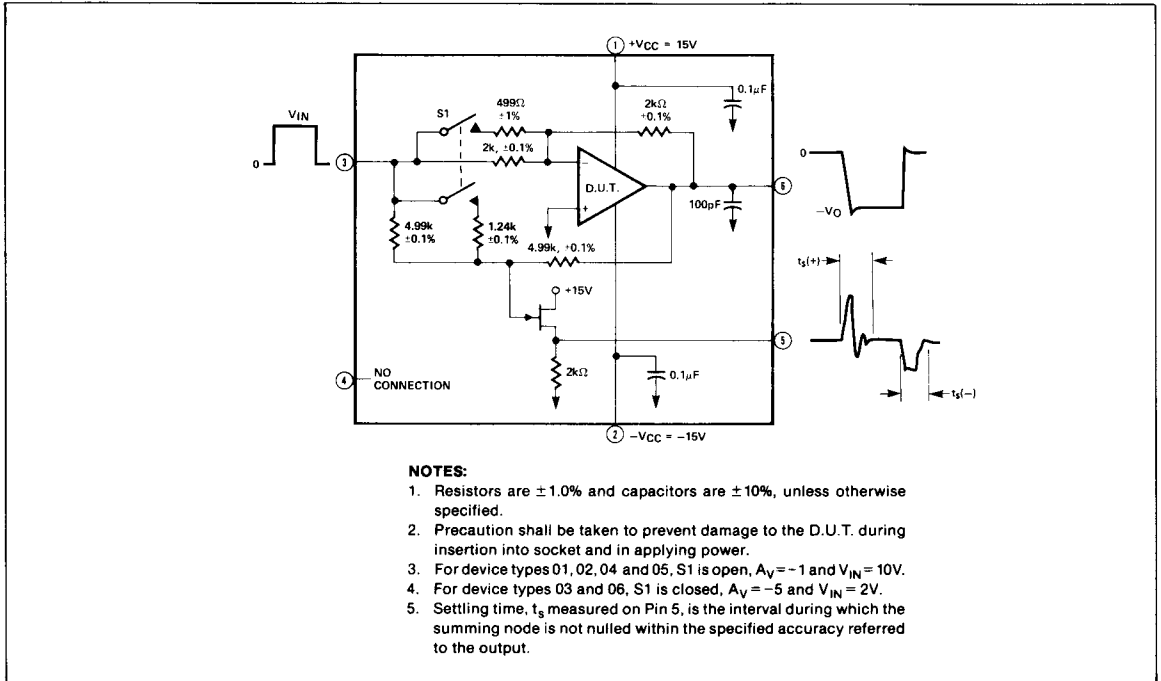 1 +VCC = 15V
0.1µF
S1
499Ω
±1%
2kΩ
±0.1%
VIN
0
3
2k, ±0.1%
−
D.U.T.
+
0
6
−VO
100pF
4.99k
±0.1%
1.24k
±0.1%
4.99k, ±0.1%
ts(+)
+15V
5
2kΩ
0.1µF
4
NO
CONNECTION
ts(−)
2 −VCC = −15V
NOTES:
1. Resistors are ±1.0% and capacitors are ±10%, unless otherwise
specified.
2. Precaution shall be taken to prevent damage to the D.U.T. during
insertion into socket and in applying power.
3. For device types 01, 02, 04 and 05, S1 is open, AV = −1 and VIN = 10V.
4. For device types 03 and 06, S1 is closed, AV = −5 and VIN = 2V.
5. Settling time, ts measured on Pin 5, is the interval during which the
summing node is not nulled within the specified accuracy referred
to the output.